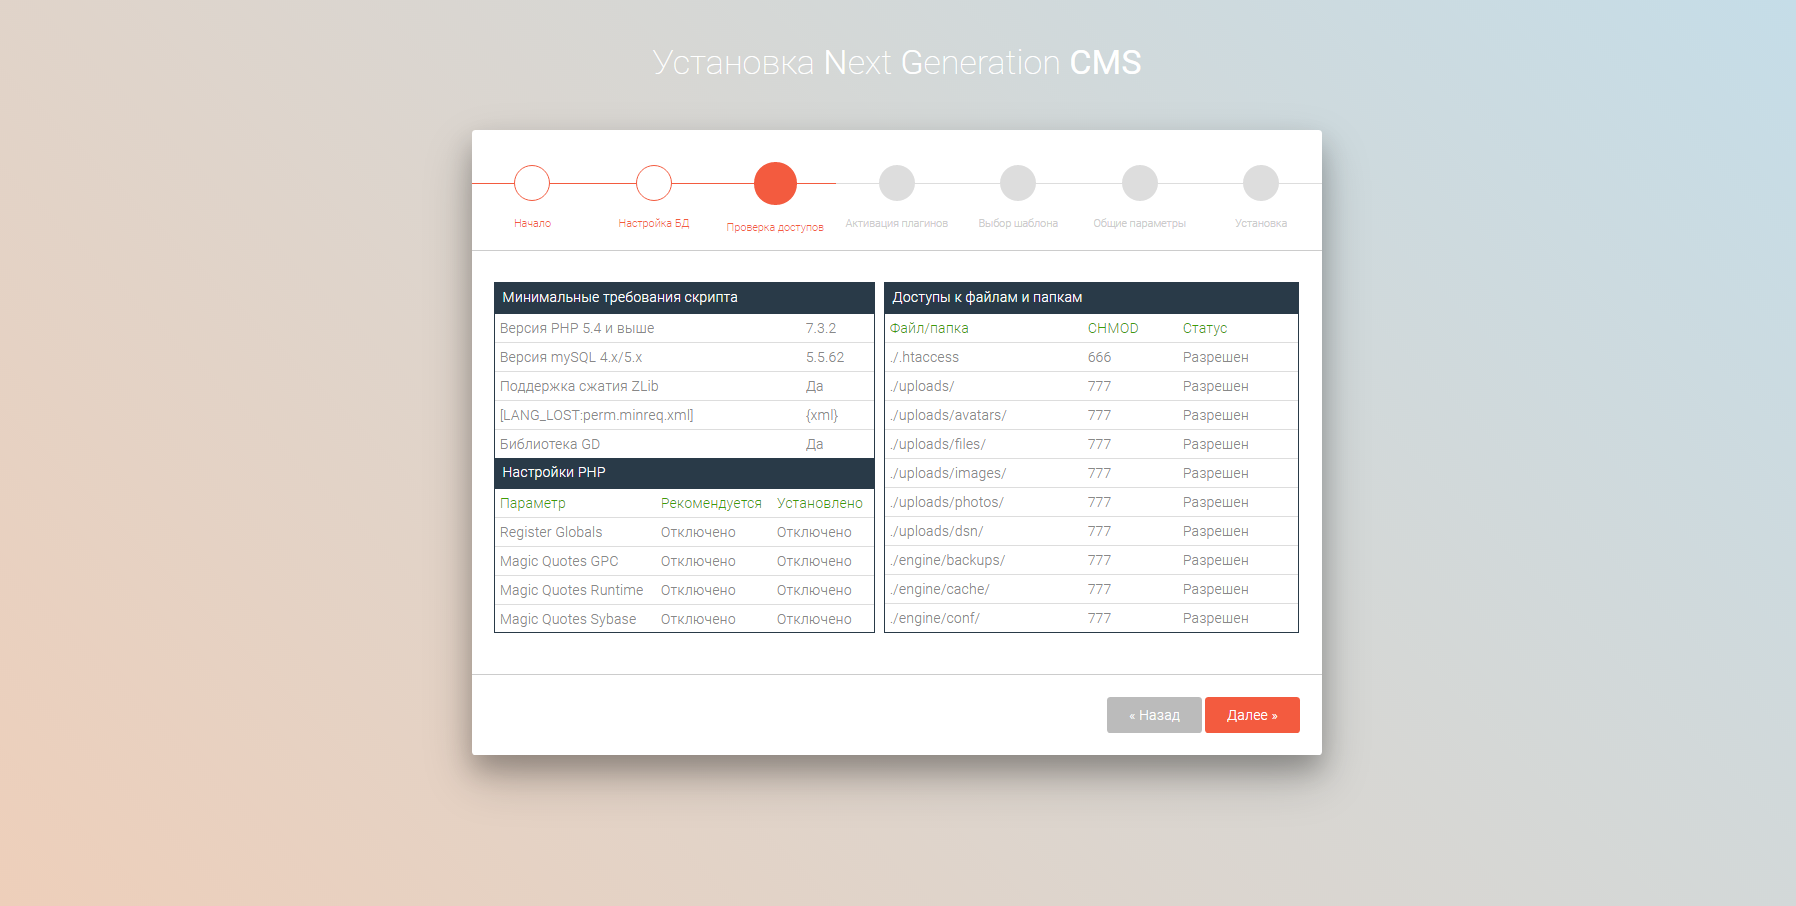 Установка Next Generation CMS
Начало
Настройка БД
Проверка доступов
Активация плагинов
Выбор шаблона
Общие параметры
Установка
Минимальные требования скрипта
Версия PHP 5.4 и выше 7.3.2
Версия mySQL 4.x/5.x 5.5.62
Поддержка сжатия ZLib Да
[LANG_LOST:perm.minreq.xml] {xml}
Библиотека GD Да
Настройки PHP
Параметр Рекомендуется Установлено
Register Globals Отключено Отключено
Magic Quotes GPC Отключено Отключено
Magic Quotes Runtime Отключено Отключено
Magic Quotes Sybase Отключено Отключено
Доступы к файлам и папкам
Файл/папка CHMOD Статус
./.htaccess 666 Разрешен
./uploads/ 777 Разрешен
./uploads/avatars/ 777 Разрешен
./uploads/files/ 777 Разрешен
./uploads/images/ 777 Разрешен
./uploads/photos/ 777 Разрешен
./uploads/dsn/ 777 Разрешен
./engine/backups/ 777 Разрешен
./engine/cache/ 777 Разрешен
./engine/conf/ 777 Разрешен
« Назад
Далее »